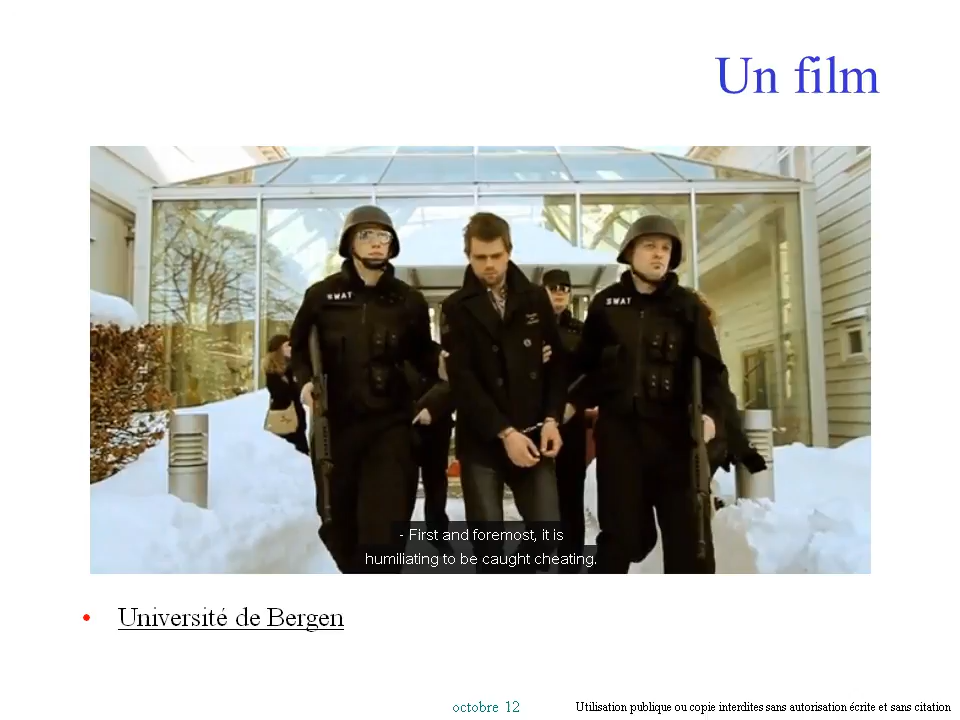 Un film
SWAT
SWAT
- First and foremost, it is
humiliating to be caught cheating.
• Université de Bergen
octobre 12
Utilisation publique ou copie interdites sans autorisation écrite et sans citation